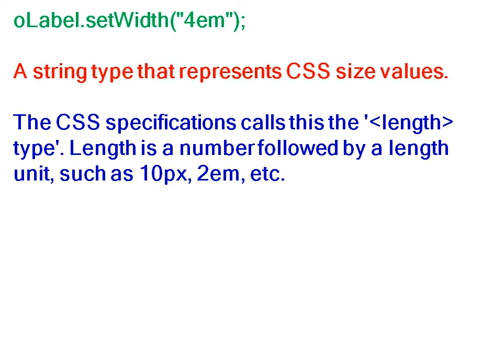 oLabel.setWidth("4em");
A string type that represents CSS size values.
The CSS specifications calls this the '<length>
type'. Length is a number followed by a length
unit, such as 10px, 2em, etc.